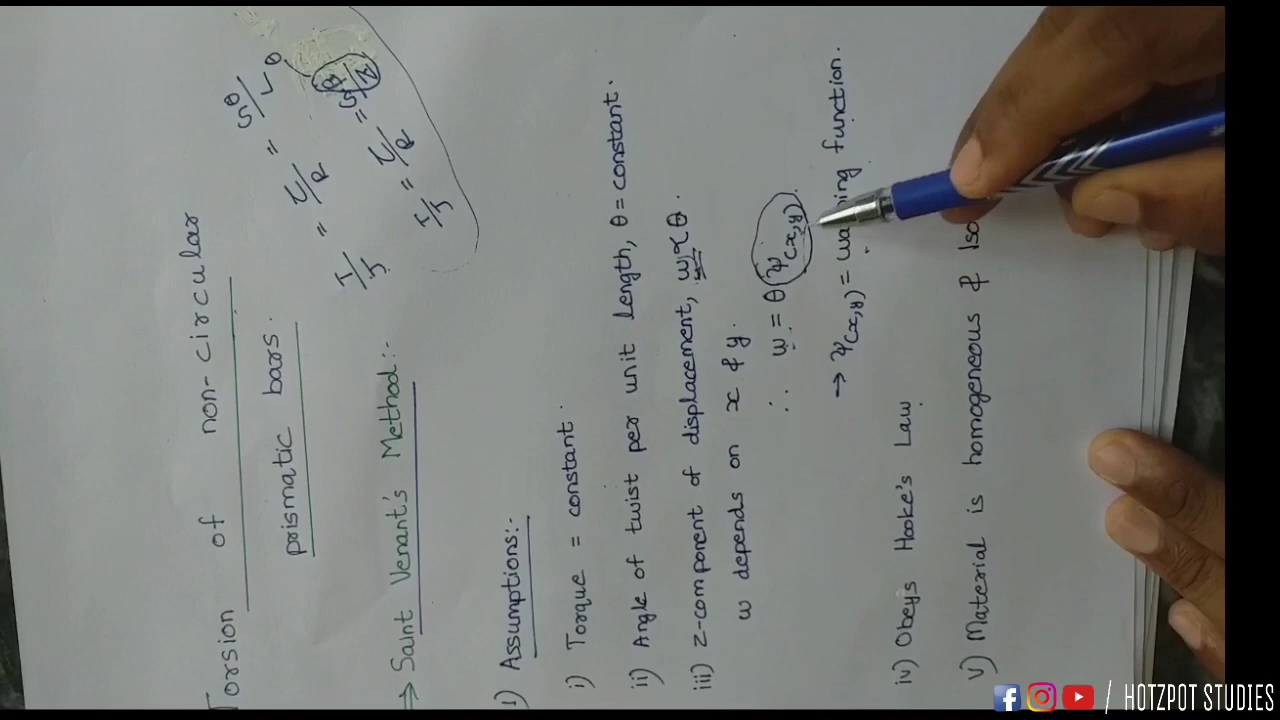 Torsion of non-circular
prismatic bars.
I/J = τ/R = Gθ/L
θ
I/J = τ/R = Gθ
⇒ Saint Venant's Method:-
1) Assumptions:-
i) Torque = constant.
ii) Angle of twist per unit length, θ = constant.
iii) z-component of displacement, w ∝ θ.
w depends on x & y.
∴ w = θ ψ(x,y).
→ ψ(x,y) = function.
iv) Obeys Hooke's Law
v) Material is homogeneous &
/ HOTZPOT STUDIES